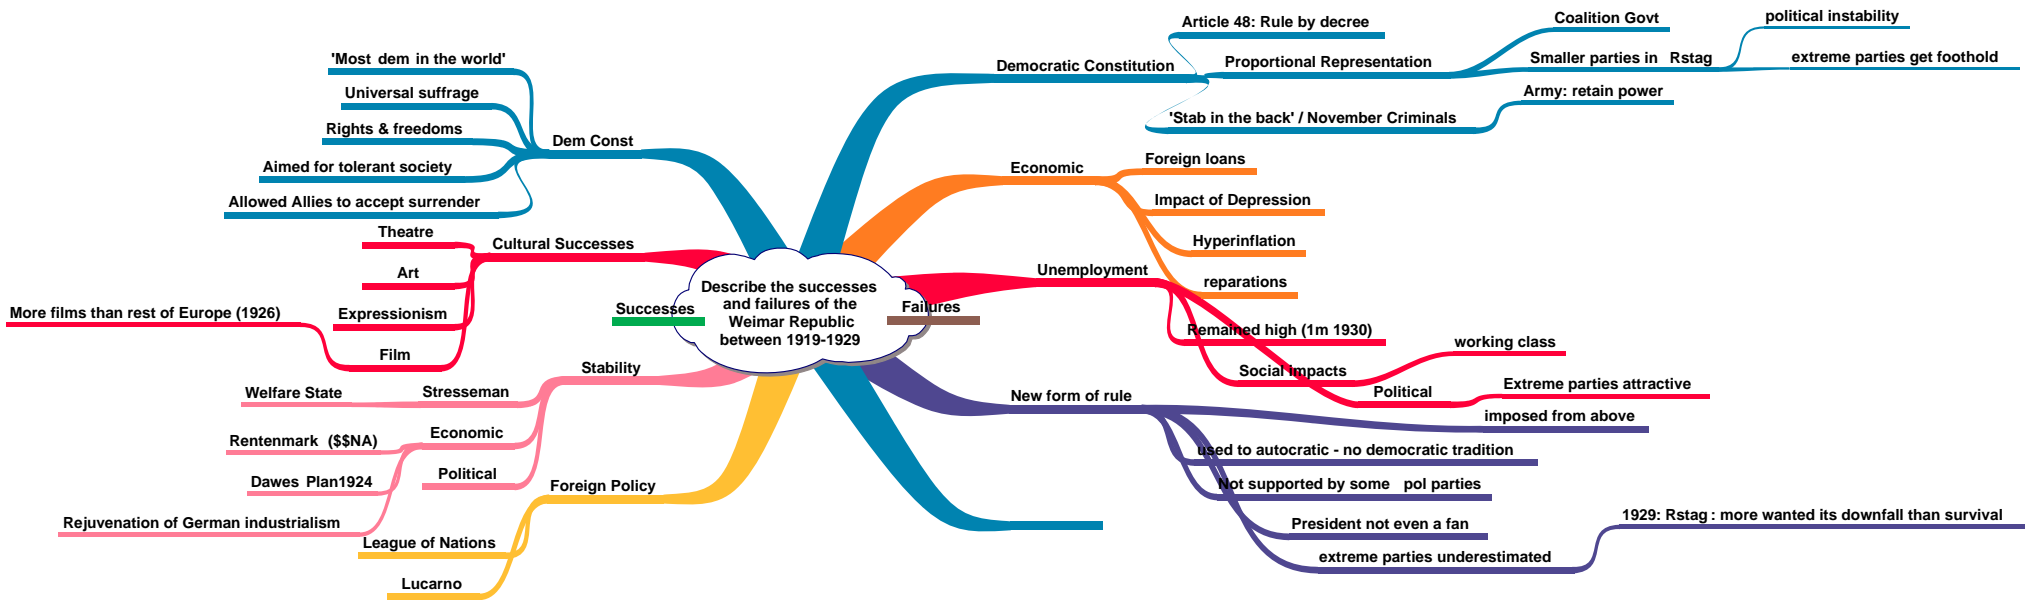 Describe the successes
and failures of the
Weimar Republic
between 1919-1929
Successes
Failures
Dem Const
'Most dem in the world'
Universal suffrage
Rights & freedoms
Aimed for tolerant society
Allowed Allies to accept surrender
Cultural Successes
Theatre
Art
Expressionism
Film
More films than rest of Europe (1926)
Stability
Stresseman
Welfare State
Economic
Rentenmark ($$NA)
Dawes Plan1924
Rejuvenation of German industrialism
Political
Foreign Policy
League of Nations
Lucarno
Democratic Constitution
Article 48: Rule by decree
Proportional Representation
Coalition Govt
Smaller parties in Rstag
political instability
extreme parties get foothold
'Stab in the back' / November Criminals
Army: retain power
Economic
Foreign loans
Impact of Depression
Hyperinflation
reparations
Unemployment
Remained high (1m 1930)
Social impacts
working class
Political
Extreme parties attractive
New form of rule
imposed from above
used to autocratic - no democratic tradition
Not supported by some pol parties
President not even a fan
extreme parties underestimated
1929: Rstag: more wanted its downfall than survival